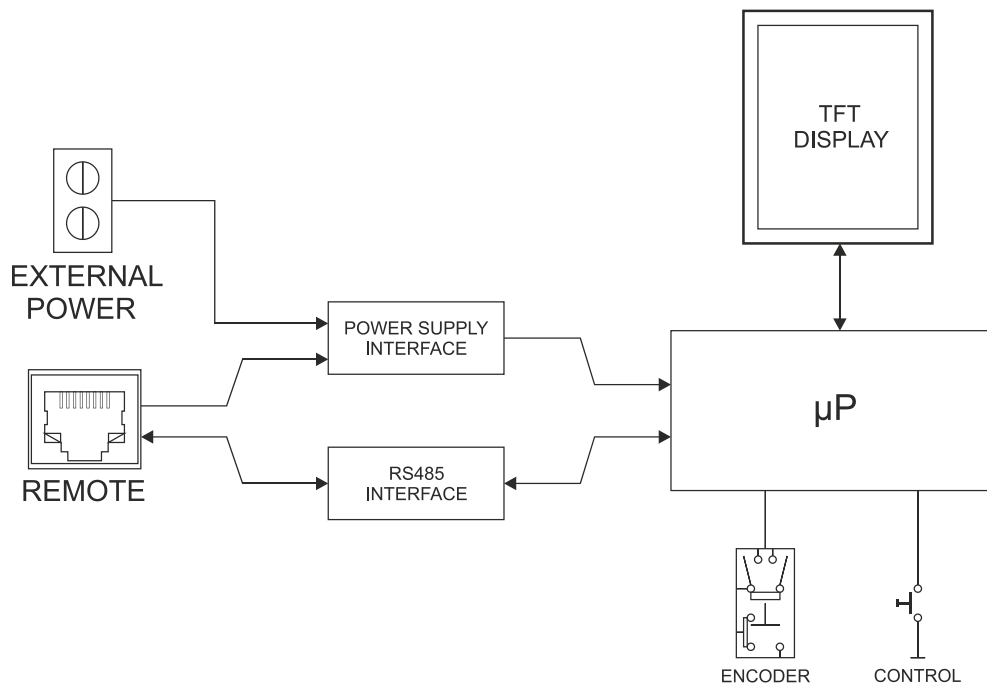 TFT
DISPLAY
EXTERNAL
POWER
POWER SUPPLY
INTERFACE
µP
REMOTE
RS485
INTERFACE
ENCODER
CONTROL